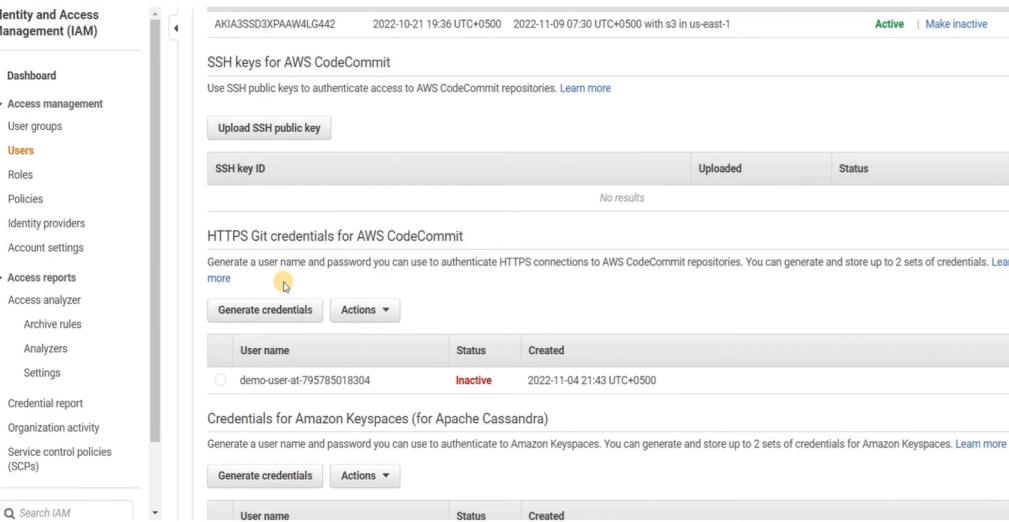 Identity and Access
Management (IAM)
Dashboard
Access management
User groups
Users
Roles
Policies
Identity providers
Account settings
Access reports
Access analyzer
Archive rules
Analyzers
Settings
Credential report
Organization activity
Service control policies
(SCPs)
Search IAM
AKIA3SSD3XPAAW4LG442 2022-10-21 19:36 UTC+0500 2022-11-09 07:30 UTC+0500 with s3 in us-east-1 Active | Make inactive
SSH keys for AWS CodeCommit
Use SSH public keys to authenticate access to AWS CodeCommit repositories. Learn more
Upload SSH public key
SSH key ID Uploaded Status
No results
HTTPS Git credentials for AWS CodeCommit
Generate a user name and password you can use to authenticate HTTPS connections to AWS CodeCommit repositories. You can generate and store up to 2 sets of credentials. Lea
more
Generate credentials Actions
User name Status Created
demo-user-at-795785018304 Inactive 2022-11-04 21:43 UTC+0500
Credentials for Amazon Keyspaces (for Apache Cassandra)
Generate a user name and password you can use to authenticate to Amazon Keyspaces. You can generate and store up to 2 sets of credentials for Amazon Keyspaces. Learn more
Generate credentials Actions
User name Status Created